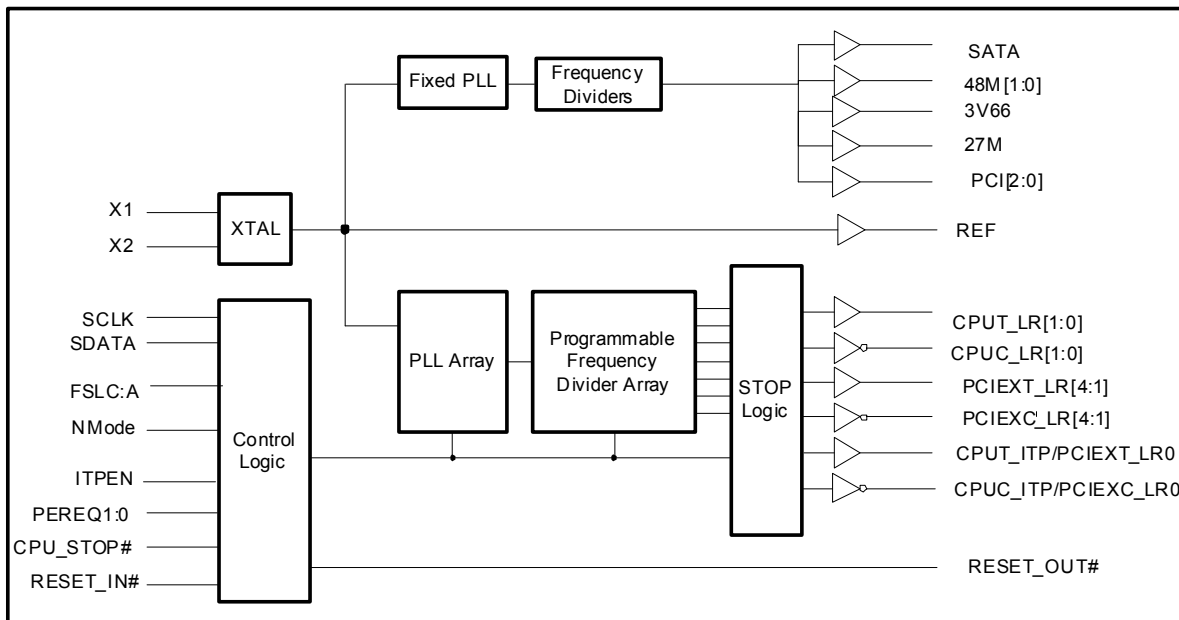 SATA
Fixed PLL
Frequency
Dividers
48M[1:0]
3V66
27M
PCI[2:0]
X1
XTAL
X2
REF
SCLK
SDATA
FSLC:A
NMode
ITPEN
PEREQ1:0
CPU_STOP#
RESET_IN#
Control
Logic
PLL Array
Programmable
Frequency
Divider Array
STOP
Logic
CPUT_LR[1:0]
CPUC_LR[1:0]
PCIEXT_LR[4:1]
PCIEXC_LR[4:1]
CPUT_ITP/PCIEXT_LR0
CPUC_ITP/PCIEXC_LR0
RESET_OUT#